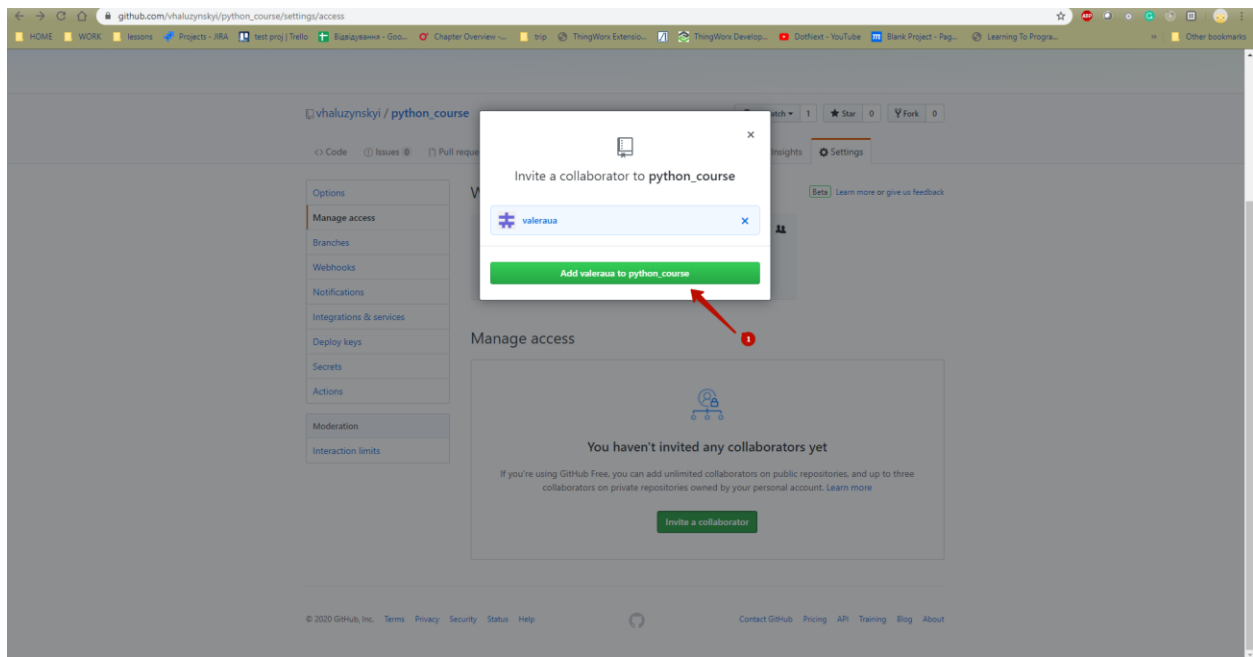 github.com/vhaluzynskyi/python_course/settings/access
HOME WORK lessons Projects - JIRA test proj | Trello Відвідування - Goo... Chapter Overview -... trip ThingWorx Extensio... ThingWorx Develop... DotNext - YouTube Blank Project - Pag... Learning To Progra... » Other bookmarks
vhaluzynskyi / python_course
atch 1 Star 0 Fork 0
Code Issues 0 Pull reque
Insights Settings
Invite a collaborator to python_course
valeraua
Add valeraua to python_course
Options
Manage access
Branches
Webhooks
Notifications
Integrations & services
Deploy keys
Secrets
Actions
Moderation
Interaction limits
W
Beta Learn more or give us feedback
1
Manage access
You haven't invited any collaborators yet
If you're using GitHub Free, you can add unlimited collaborators on public repositories, and up to three
collaborators on private repositories owned by your personal account. Learn more
Invite a collaborator
© 2020 GitHub, Inc. Terms Privacy Security Status Help
Contact GitHub Pricing API Training Blog About